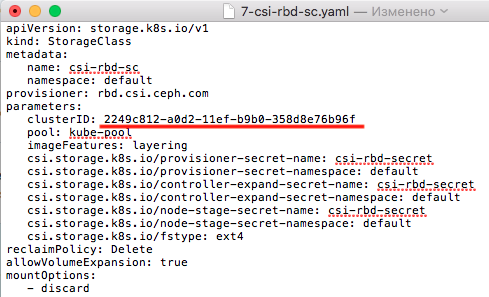 7-csi-rbd-sc.yaml — Изменено
apiVersion: storage.k8s.io/v1
kind: StorageClass
metadata:
   name: csi-rbd-sc
   namespace: default
provisioner: rbd.csi.ceph.com
parameters:
   clusterID: 2249c812-a0d2-11ef-b9b0-358d8e76b96f
   pool: kube-pool
   imageFeatures: layering
   csi.storage.k8s.io/provisioner-secret-name: csi-rbd-secret
   csi.storage.k8s.io/provisioner-secret-namespace: default
   csi.storage.k8s.io/controller-expand-secret-name: csi-rbd-secret
   csi.storage.k8s.io/controller-expand-secret-namespace: default
   csi.storage.k8s.io/node-stage-secret-name: csi-rbd-secret
   csi.storage.k8s.io/node-stage-secret-namespace: default
   csi.storage.k8s.io/fstype: ext4
reclaimPolicy: Delete
allowVolumeExpansion: true
mountOptions:
   - discard